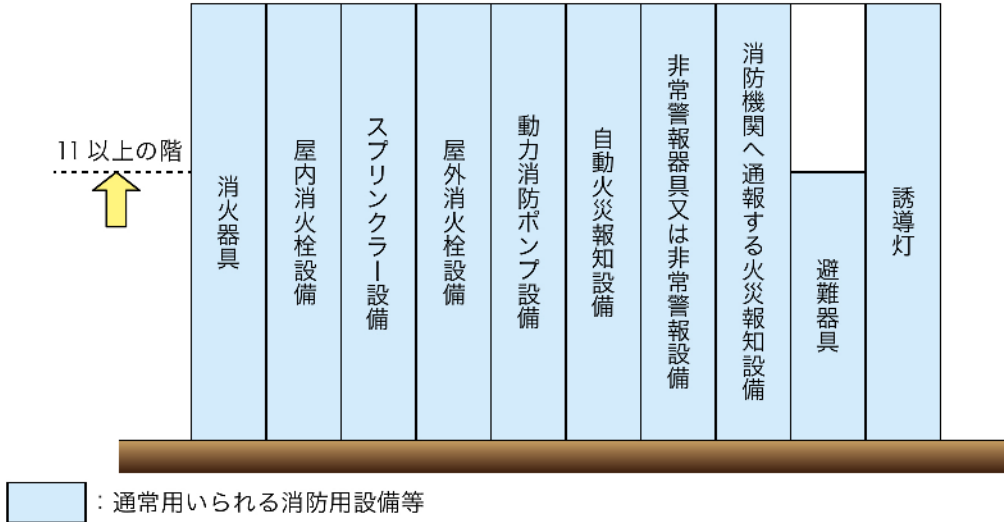 11以上の階
消火器具
屋内消火栓設備
スプリンクラー設備
屋外消火栓設備
動力消防ポンプ設備
自動火災報知設備
非常警報器具又は非常警報設備
消防機関へ通報する火災報知設備
避難器具
誘導灯
：通常用いられる消防用設備等